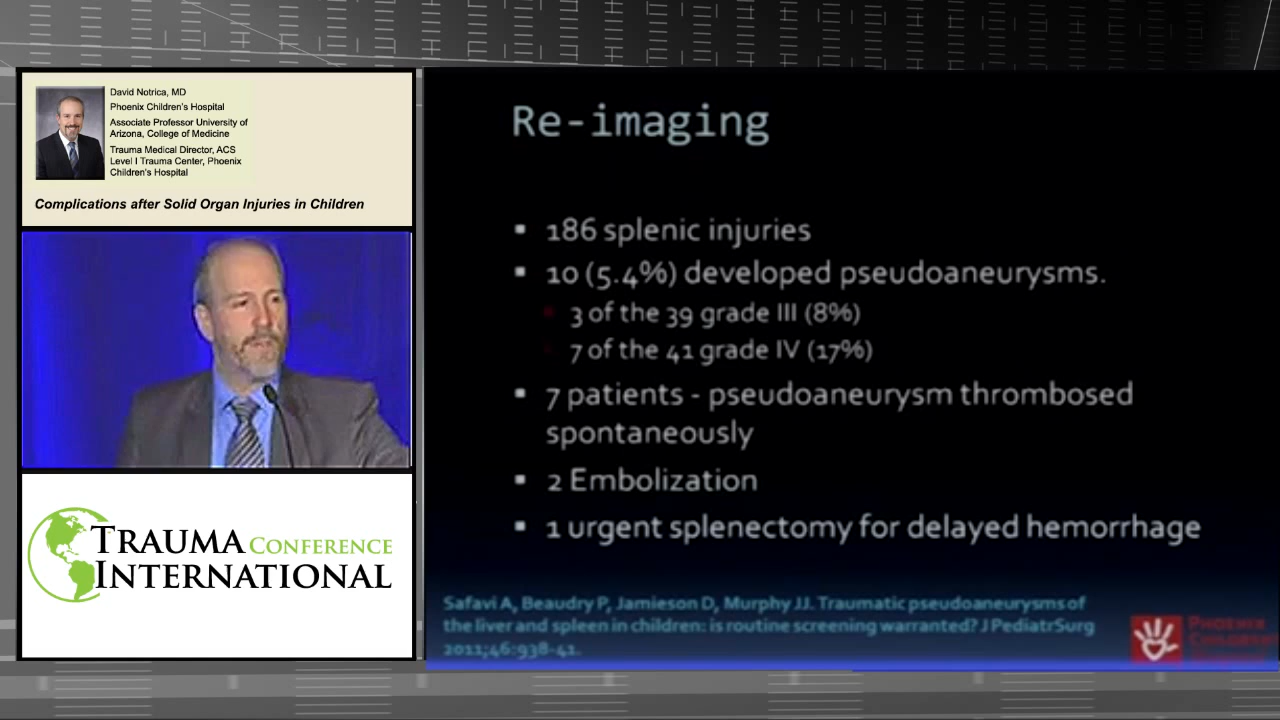 David Notrica, MD
Phoenix Children's Hospital
Associate Professor University of
Arizona, College of Medicine
Trauma Medical Director, ACS
Level I Trauma Center, Phoenix
Children's Hospital
Complications after Solid Organ Injuries in Children
TRAUMA CONFERENCE
INTERNATIONAL
Re-imaging
186 splenic injuries
10 (5.4%) developed pseudoaneurysms.
3 of the 39 grade III (8%)
7 of the 41 grade IV (17%)
7 patients - pseudoaneurysm thrombosed
spontaneously
2 Embolization
1 urgent splenectomy for delayed hemorrhage
Safavi A, Beaudry P, Jamieson D, Murphy JJ. Traumatic pseudoaneurysms of
the liver and spleen in children: is routine screening warranted? J PediatrSurg
2011;46:938-41.
PHOENIX
CHILDREN'S